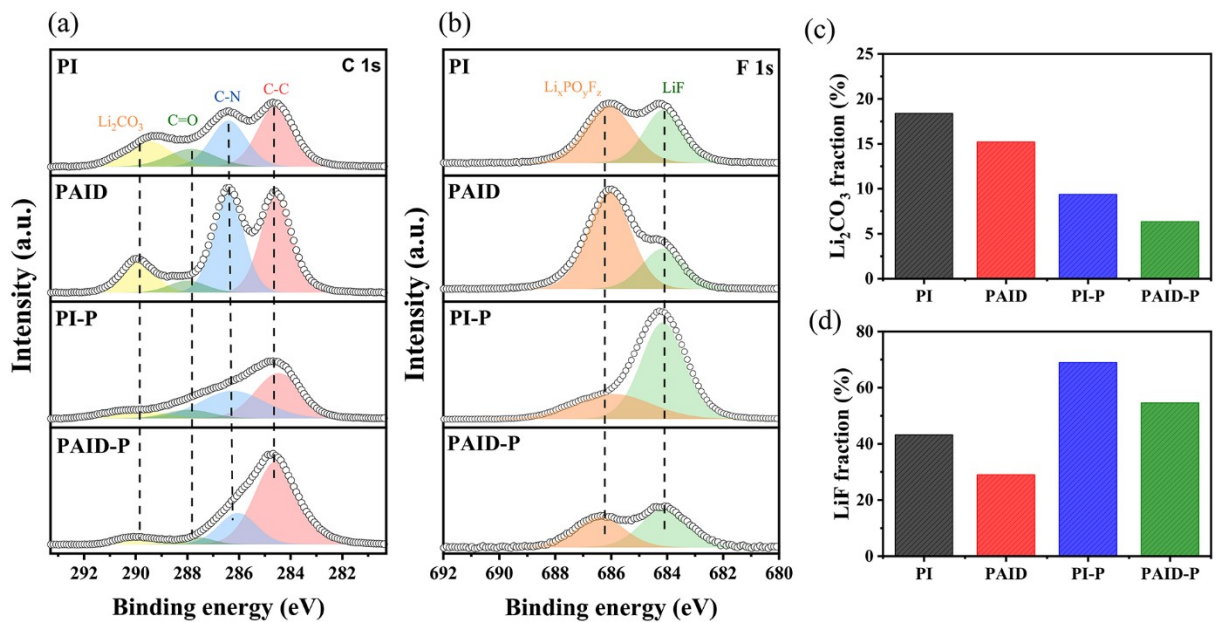 (a)
PI
C 1s
Li₂CO₃
C=O
C-N
C-C
PAID
PI-P
PAID-P
Intensity (a.u.)
292 290 288 286 284 282
Binding energy (eV)
(b)
PI
F 1s
LiₓPOᵧF𝓏
LiF
PAID
PI-P
PAID-P
Intensity (a.u.)
692 690 688 686 684 682 680
Binding energy (eV)
(c)
25
20
15
10
5
0
Li₂CO₃ fraction (%)
PI PAID PI-P PAID-P
(d)
80
60
40
20
0
LiF fraction (%)
PI PAID PI-P PAID-P